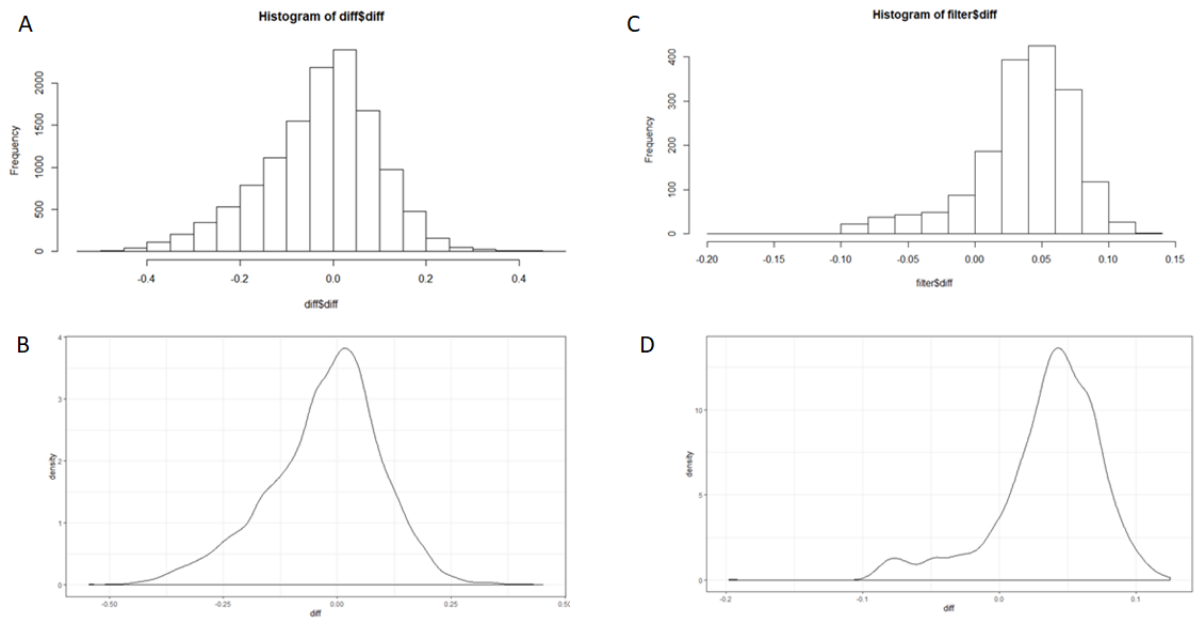 A
Histogram of diff$diff
Frequency
2000
1500
1000
500
0
-0.4 -0.2 0.0 0.2 0.4
diff$diff
C
Histogram of filter$diff
Frequency
400
300
200
100
0
-0.20 -0.15 -0.10 -0.05 0.00 0.05 0.10 0.15
filter$diff
B
density
4
3
2
1
0
-0.50 -0.25 0.00 0.25 0.50
diff
D
density
10
5
0
-0.2 -0.1 0.0 0.1
diff